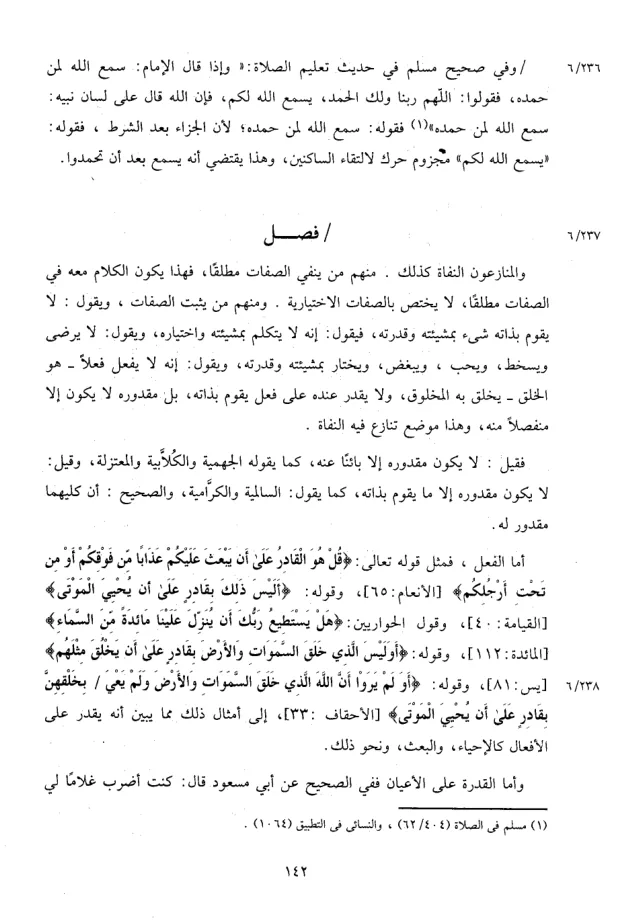 ٦/٢٣٦ / وفي صحيح مسلم في حديث تعليم الصلاة: « وإذا قال الإمام: سمع الله لمن
حمده، فقولوا: اللّهم ربنا ولك الحمد، يسمع الله لكم، فإن الله قال على لسان نبيه:
سمع الله لمن حمده»(١) فقوله: سمع الله لمن حمده؛ لأن الجزاء بعد الشرط ، فقوله:
«يسمع الله لكم» مجزوم حرك لالتقاء الساكنين، وهذا يقتضي أنه يسمع بعد أن تحمدوا.
٦/٢٣٧ / فصـــل
والمنازعون النفاة كذلك . منهم من ينفي الصفات مطلقًا، فهذا يكون الكلام معه في
الصفات مطلقًا، لا يختص بالصفات الاختيارية . ومنهم من يثبت الصفات ، ويقول : لا
يقوم بذاته شىء بمشيئته وقدرته، فيقول: إنه لا يتكلم بمشيئته واختياره، ويقول: لا يرضى
ويسخط، ويحب ، ويبغض، ويختار بمشيئته وقدرته، ويقول: إنه لا يفعل فعلاً ـ هو
الخلق ـ يخلق به المخلوق، ولا يقدر عنده على فعل يقوم بذاته، بل مقدوره لا يكون إلا
منفصلاً منه، وهذا موضع تنازع فيه النفاة .
فقيل : لا يكون مقدوره إلا بائنًا عنه، كما يقوله الجهمية والكُلاَّبية والمعتزلة، وقيل:
لا يكون مقدوره إلا ما يقوم بذاته، كما يقول: السالمية والكرَّامية، والصحيح : أن كليهما
مقدور له.
أما الفعل ، فمثل قوله تعالى: ﴿قُلْ هُوَ الْقَادِرُ عَلَىٰ أَن يَبْعَثَ عَلَيْكُمْ عَذَابًا مِّن فَوْقِكُمْ أَوْ مِن
تَحْتِ أَرْجُلِكُم﴾ [الأنعام:٦٥]، وقوله: ﴿أَلَيْسَ ذَلِكَ بِقَادِرٍ عَلَىٰ أَن يُحْيِيَ الْمَوْتَى﴾
[القيامة:٤٠]، وقول الحواريين: ﴿هَلْ يَسْتَطِيعُ رَبُّكَ أَن يُنَزِّلَ عَلَيْنَا مَائِدَةً مِّنَ السَّمَاء﴾
[المائدة:١١٢]، وقوله: ﴿أَوَلَيْسَ الَّذِي خَلَقَ السَّمَوَاتِ وَالأَرْضَ بِقَادِرٍ عَلَىٰ أَن يَخْلُقَ مِثْلَهُم﴾
٦/٢٣٨ [يس:٨١]، وقوله: ﴿أَوَ لَمْ يَرَوْا أَنَّ اللَّهَ الَّذِي خَلَقَ السَّمَوَاتِ وَالأَرْضَ وَلَمْ يَعْيَ / بِخَلْقِهِنَّ
بِقَادِرٍ عَلَىٰ أَن يُحْيِيَ الْمَوْتَىٰ﴾ [الأحقاف :٣٣]، إلى أمثال ذلك مما يبين أنه يقدر على
الأفعال كالإحياء، والبعث، ونحو ذلك.
وأما القدرة على الأعيان ففي الصحيح عن أبي مسعود قال: كنت أضرب غلامًا لي
(١) مسلم فى الصلاة (٦٢/٤٠٤) ، والنسائى فى التطبيق (١٠٦٤) .
١٤٢